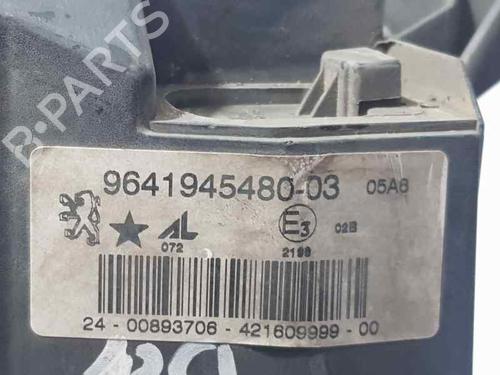 B-PARTS
9641945480-03 05A6
AL E3 02B
072 2199
24 - 00893706 - 421609999 - 00